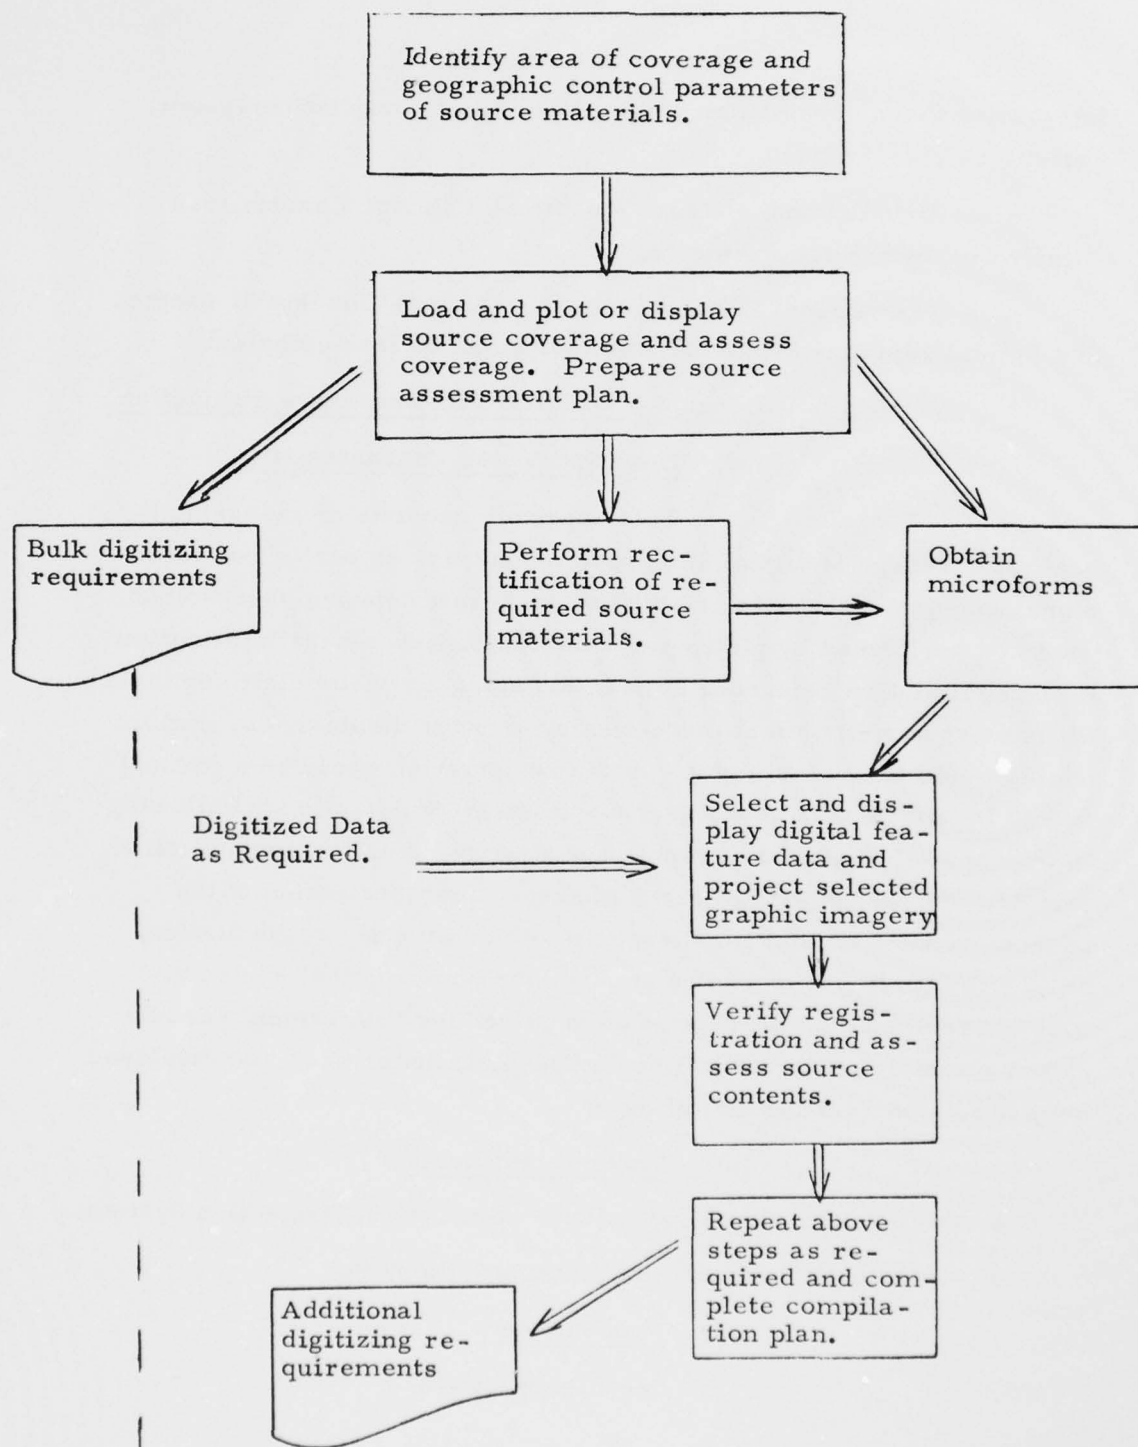 Identify area of coverage and
geographic control parameters
of source materials.
Load and plot or display
source coverage and assess
coverage. Prepare source
assessment plan.
Bulk digitizing
requirements
Perform rec-
tification of re-
quired source
materials.
Obtain
microforms
Digitized Data
as Required.
Select and dis-
play digital fea-
ture data and
project selected
graphic imagery
Verify regis-
tration and as-
sess source
contents.
Repeat above
steps as re-
quired and com-
plete compila-
tion plan.
Additional
digitizing re-
quirements